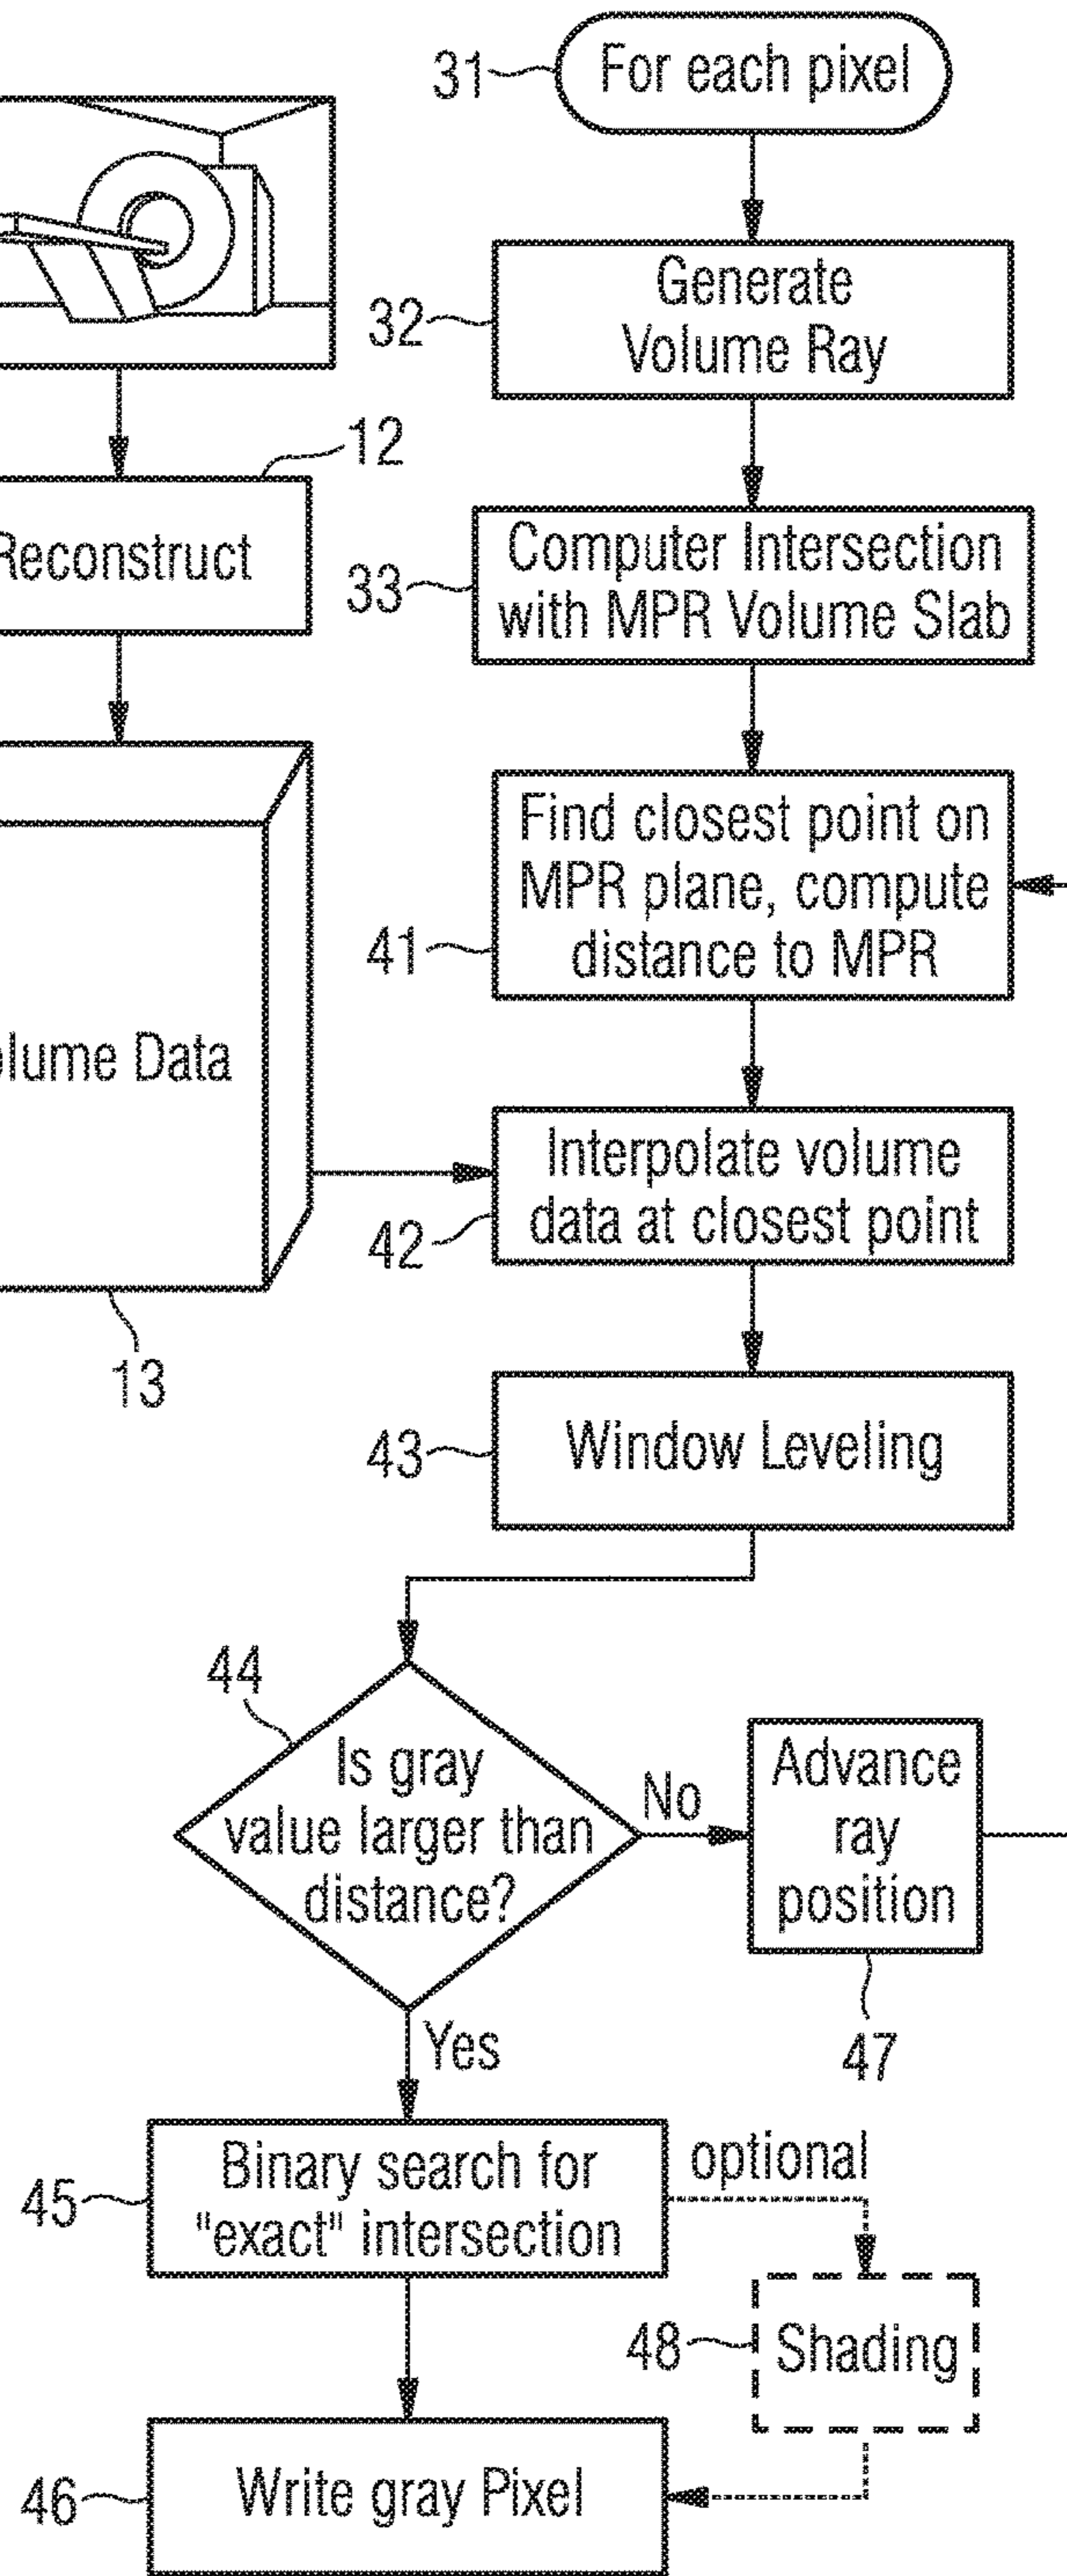 31
For each pixel
32
Generate
Volume Ray
12
Reconstruct
33
Computer Intersection
with MPR Volume Slab
41
Find closest point on
MPR plane, compute
distance to MPR
Data
13
42
Interpolate volume
data at closest point
43
Window Leveling
44
Is gray
value larger than
distance?
No
Advance
ray
position
47
Yes
45
Binary search for
"exact" intersection
optional
48
Shading
46
Write gray Pixel